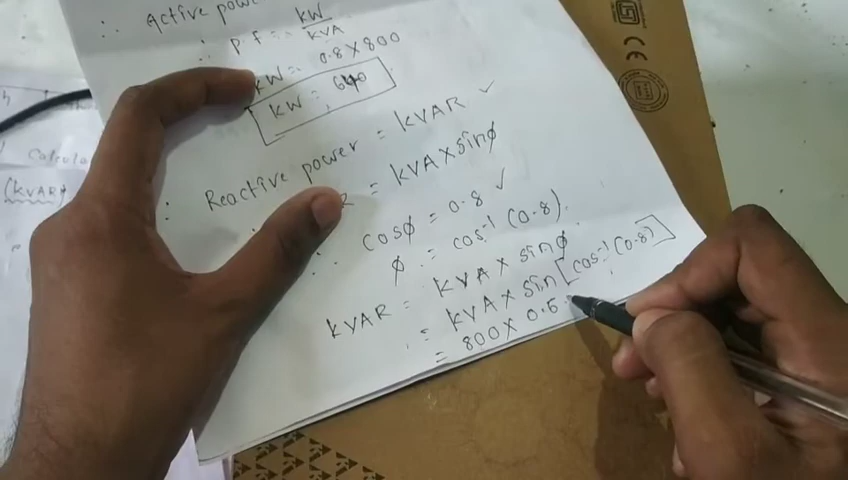 ∴ Active powe
∴ p.f = kW/kVA
kW = 0.8 × 800
kW = 640
∴ Reactive power = kVAR ✓
= kVA × sinϕ
∴ cosϕ = 0.8 ✓
ϕ = cos⁻¹ (0.8).
kVAR = kVA × sinϕ
= kVA × sin [cos⁻¹ (0.8)]
= 800 × 0.6
Calcula
(kVAR)
CE